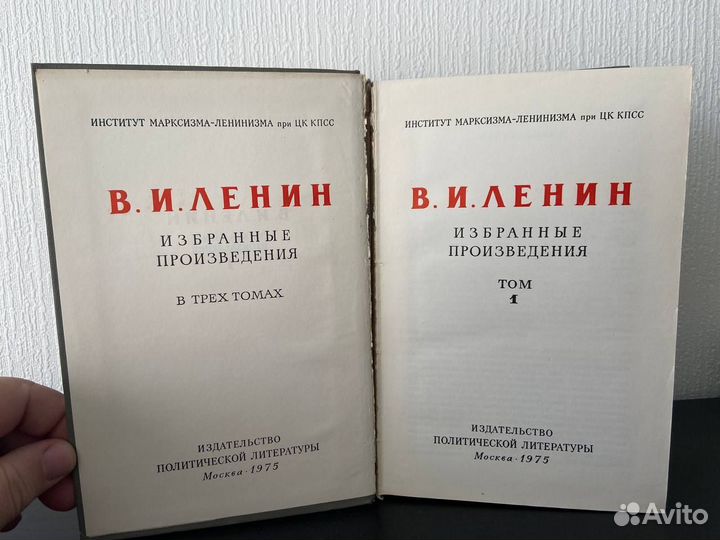 ИНСТИТУТ МАРКСИЗМА-ЛЕНИНИЗМА при ЦК КПСС
В. И. ЛЕНИН
ИЗБРАННЫЕ
ПРОИЗВЕДЕНИЯ
В ТРЕХ ТОМАХ
ИЗДАТЕЛЬСТВО
ПОЛИТИЧЕСКОЙ ЛИТЕРАТУРЫ
Москва · 1975
ИНСТИТУТ МАРКСИЗМА-ЛЕНИНИЗМА при ЦК КПСС
В. И. ЛЕНИН
ИЗБРАННЫЕ
ПРОИЗВЕДЕНИЯ
ТОМ
1
ИЗДАТЕЛЬСТВО
ПОЛИТИЧЕСКОЙ ЛИТЕРАТУРЫ
Москва · 1975
Avito